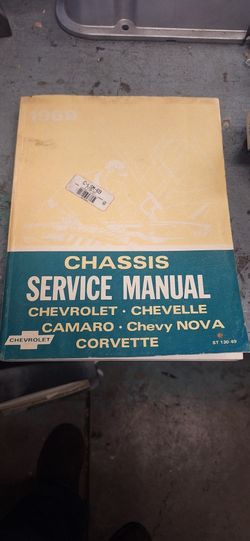 1969
CHASSIS
SERVICE MANUAL
CHEVROLET • CHEVELLE
CAMARO • Chevy NOVA
CORVETTE
CHEVROLET
ST 130-69